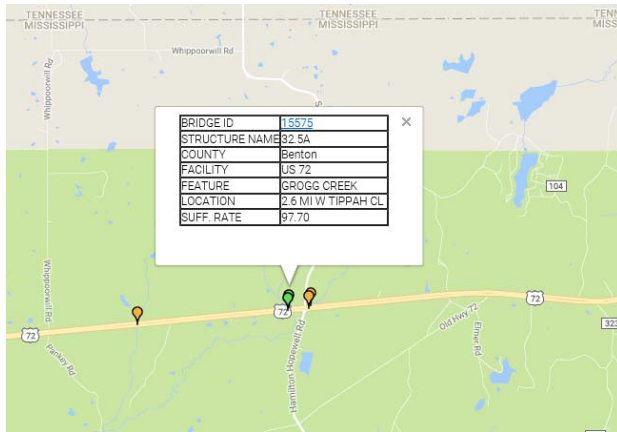 TENNESSEE
MISSISSIPPI
TENNESSEE
MISSISSIPPI
Whippoorwill Rd
Whippoorwill Rd
BRIDGE ID 15575
STRUCTURE NAME 32.5A
COUNTY Benton
FACILITY US 72
FEATURE GROGG CREEK
LOCATION 2.6 MI W TIPPAH CL
SUFF. RATE 97.70
×
104
Whippoorwill Rd
72
72
72
323
Old Hwy 72
Elmer Rd
Hamilton Hopewell Rd
Pankey Rd